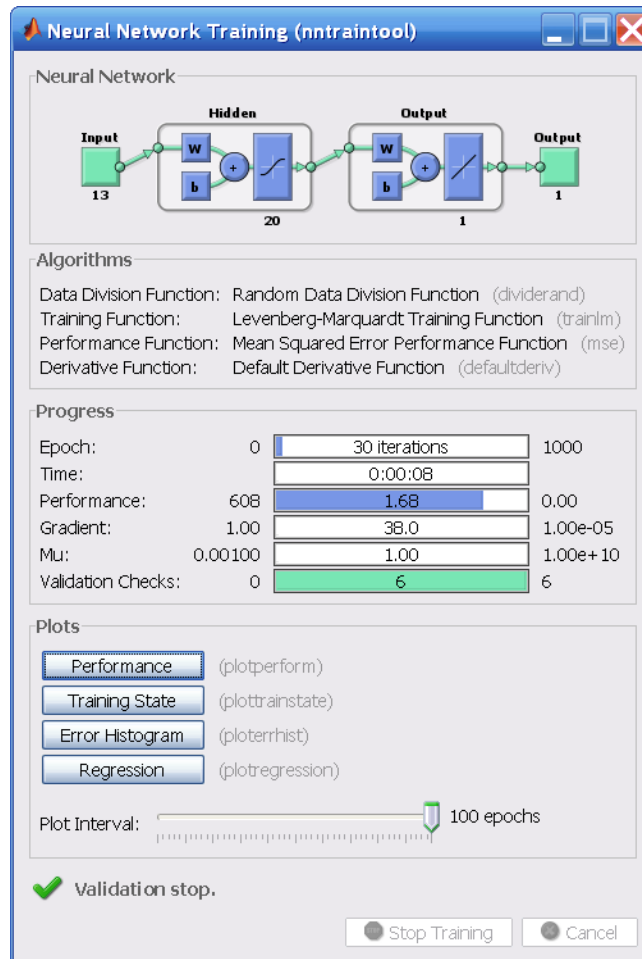 Neural Network Training (nntraintool)
Neural Network
Hidden Output
Input Output
W W
b + b +
13 20 1 1
Algorithms
Data Division Function: Random Data Division Function (dividerand)
Training Function: Levenberg-Marquardt Training Function (trainlm)
Performance Function: Mean Squared Error Performance Function (mse)
Derivative Function: Default Derivative Function (defaultderiv)
Progress
Epoch: 0 30 iterations 1000
Time: 0:00:08
Performance: 608 1.68 0.00
Gradient: 1.00 38.0 1.00e-05
Mu: 0.00100 1.00 1.00e+10
Validation Checks: 0 6 6
Plots
Performance (plotperform)
Training State (plottrainstate)
Error Histogram (ploterrhist)
Regression (plotregression)
Plot Interval: 100 epochs
Validation stop.
Stop Training Cancel